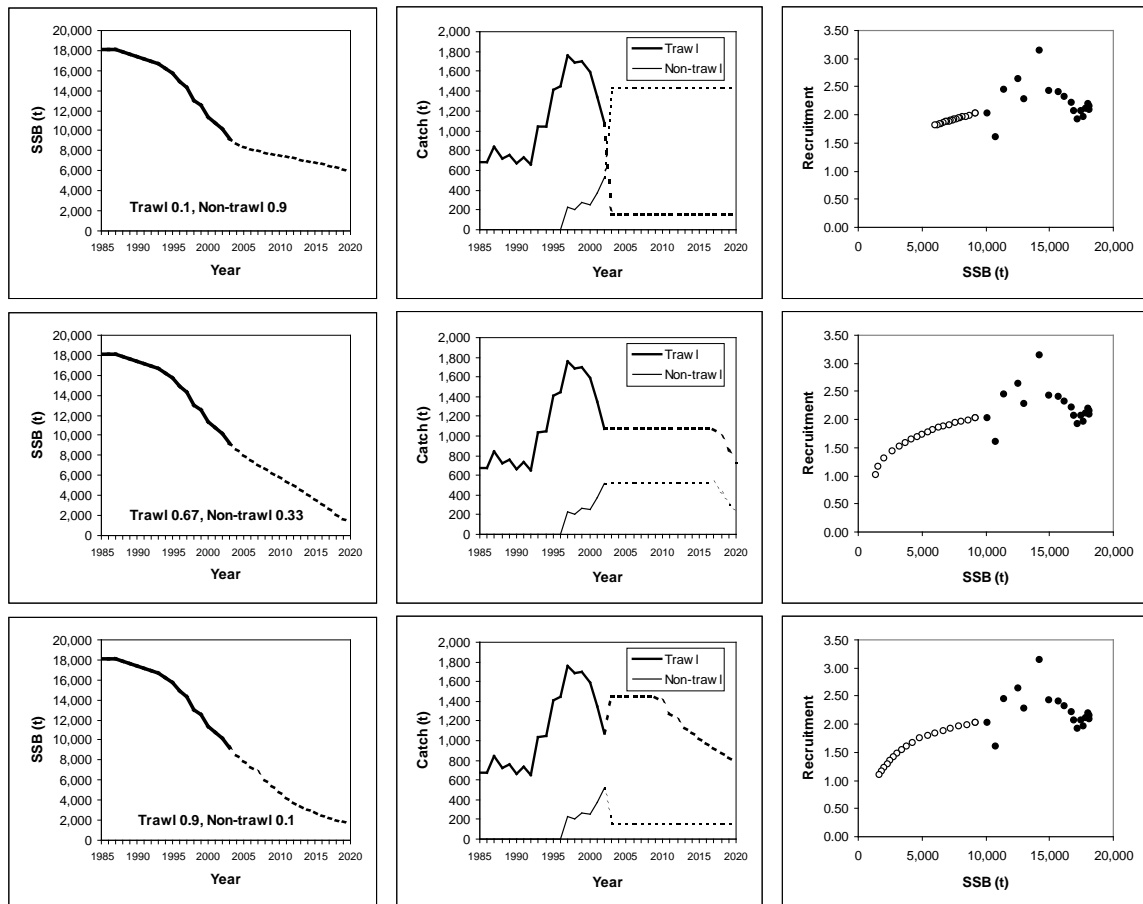 20,000
18,000
16,000
14,000
12,000
10,000
8,000
6,000
4,000
2,000
0
SSB (t)
Trawl 0.1, Non-trawl 0.9
1985 1990 1995 2000 2005 2010 2015 2020
Year
2,000
1,800
1,600
1,400
1,200
1,000
800
600
400
200
0
Catch (t)
Trawl
Non-trawl
1985 1990 1995 2000 2005 2010 2015 2020
Year
3.50
3.00
2.50
2.00
1.50
1.00
0.50
0.00
Recruitment
0 5,000 10,000 15,000 20,000
SSB (t)
20,000
18,000
16,000
14,000
12,000
10,000
8,000
6,000
4,000
2,000
0
SSB (t)
Trawl 0.67, Non-trawl 0.33
1985 1990 1995 2000 2005 2010 2015 2020
Year
2,000
1,800
1,600
1,400
1,200
1,000
800
600
400
200
0
Catch (t)
Trawl
Non-trawl
1985 1990 1995 2000 2005 2010 2015 2020
Year
3.50
3.00
2.50
2.00
1.50
1.00
0.50
0.00
Recruitment
0 5,000 10,000 15,000 20,000
SSB (t)
20,000
18,000
16,000
14,000
12,000
10,000
8,000
6,000
4,000
2,000
0
SSB (t)
Trawl 0.9, Non-trawl 0.1
1985 1990 1995 2000 2005 2010 2015 2020
Year
2,000
1,800
1,600
1,400
1,200
1,000
800
600
400
200
0
Catch (t)
Trawl
Non-trawl
1985 1990 1995 2000 2005 2010 2015 2020
Year
3.50
3.00
2.50
2.00
1.50
1.00
0.50
0.00
Recruitment
0 5,000 10,000 15,000 20,000
SSB (t)